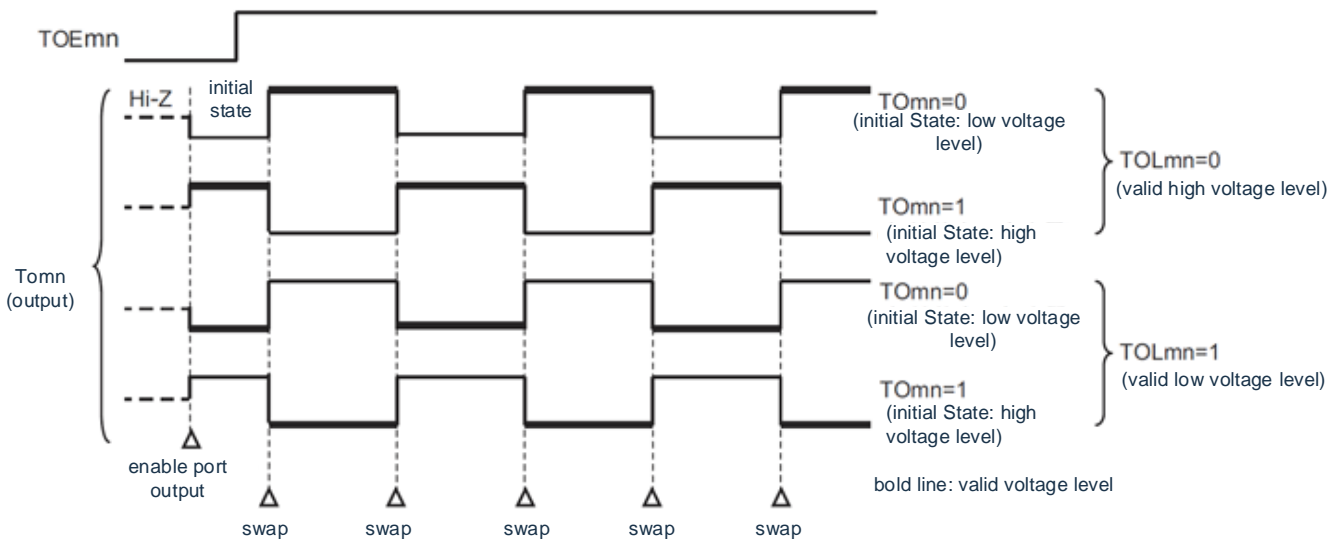 TOEmn
Hi-Z
initial
state
TOmn=0
(initial State: low voltage
level)
TOLmn=0
(valid high voltage level)
TOmn=1
(initial State: high
voltage level)
Tomn
(output)
TOmn=0
(initial State: low voltage
level)
TOLmn=1
(valid low voltage level)
TOmn=1
(initial State: high
voltage level)
enable port
output
bold line: valid voltage level
swap
swap
swap
swap
swap